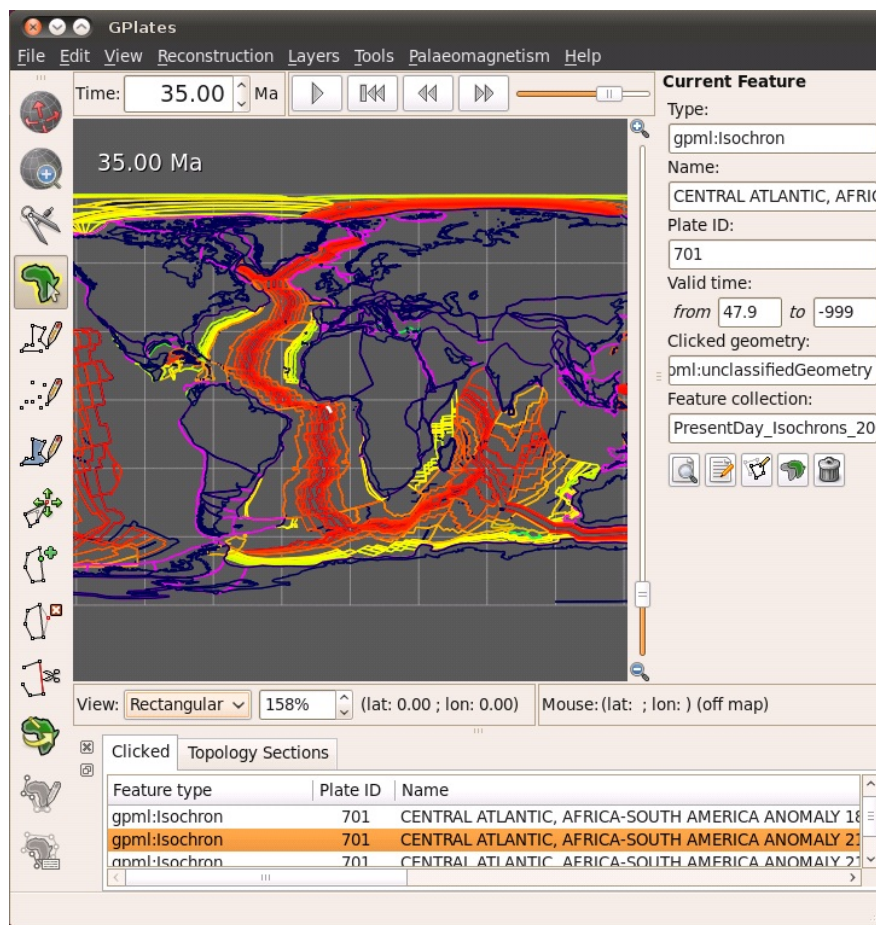 GPlates
File Edit View Reconstruction Layers Tools Palaeomagnetism Help
Time: 35.00 Ma
35.00 Ma
Current Feature
Type:
gpml:Isochron
Name:
CENTRAL ATLANTIC, AFRIC
Plate ID:
701
Valid time:
from 47.9 to -999
Clicked geometry:
oml:unclassifiedGeometry
Feature collection:
PresentDay_Isochrons_20
View: Rectangular 158% (lat: 0.00 ; lon: 0.00) Mouse: (lat: ; lon: ) (off map)
Clicked Topology Sections
Feature type Plate ID Name
gpml:Isochron 701 CENTRAL ATLANTIC, AFRICA-SOUTH AMERICA ANOMALY 18
gpml:Isochron 701 CENTRAL ATLANTIC, AFRICA-SOUTH AMERICA ANOMALY 21
gpml:Isochron 701 CENTRAL ATLANTIC, AFRICA-SOUTH AMERICA ANOMALY 21